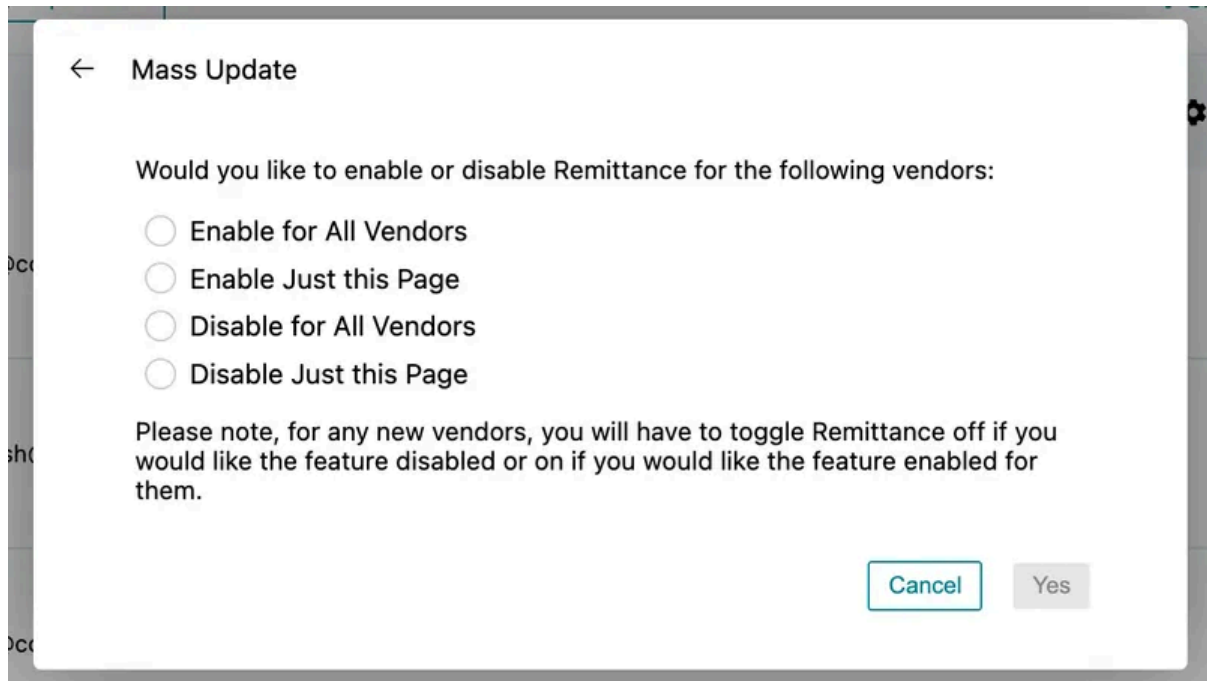 Mass Update
Would you like to enable or disable Remittance for the following vendors:
Enable for All Vendors
Enable Just this Page
Disable for All Vendors
Disable Just this Page
Please note, for any new vendors, you will have to toggle Remittance off if you
would like the feature disabled or on if you would like the feature enabled for
them.
Cancel
Yes